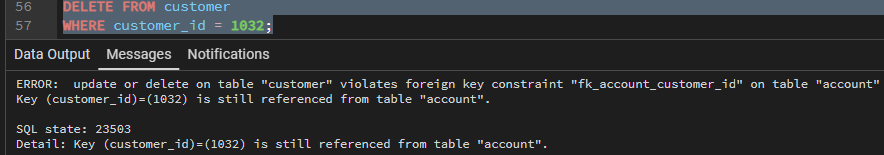 56 DELETE FROM customer
57 WHERE customer_id = 1032;
Data Output Messages Notifications
ERROR:  update or delete on table "customer" violates foreign key constraint "fk_account_customer_id" on table "account"
Key (customer_id)=(1032) is still referenced from table "account".
SQL state: 23503
Detail: Key (customer_id)=(1032) is still referenced from table "account".